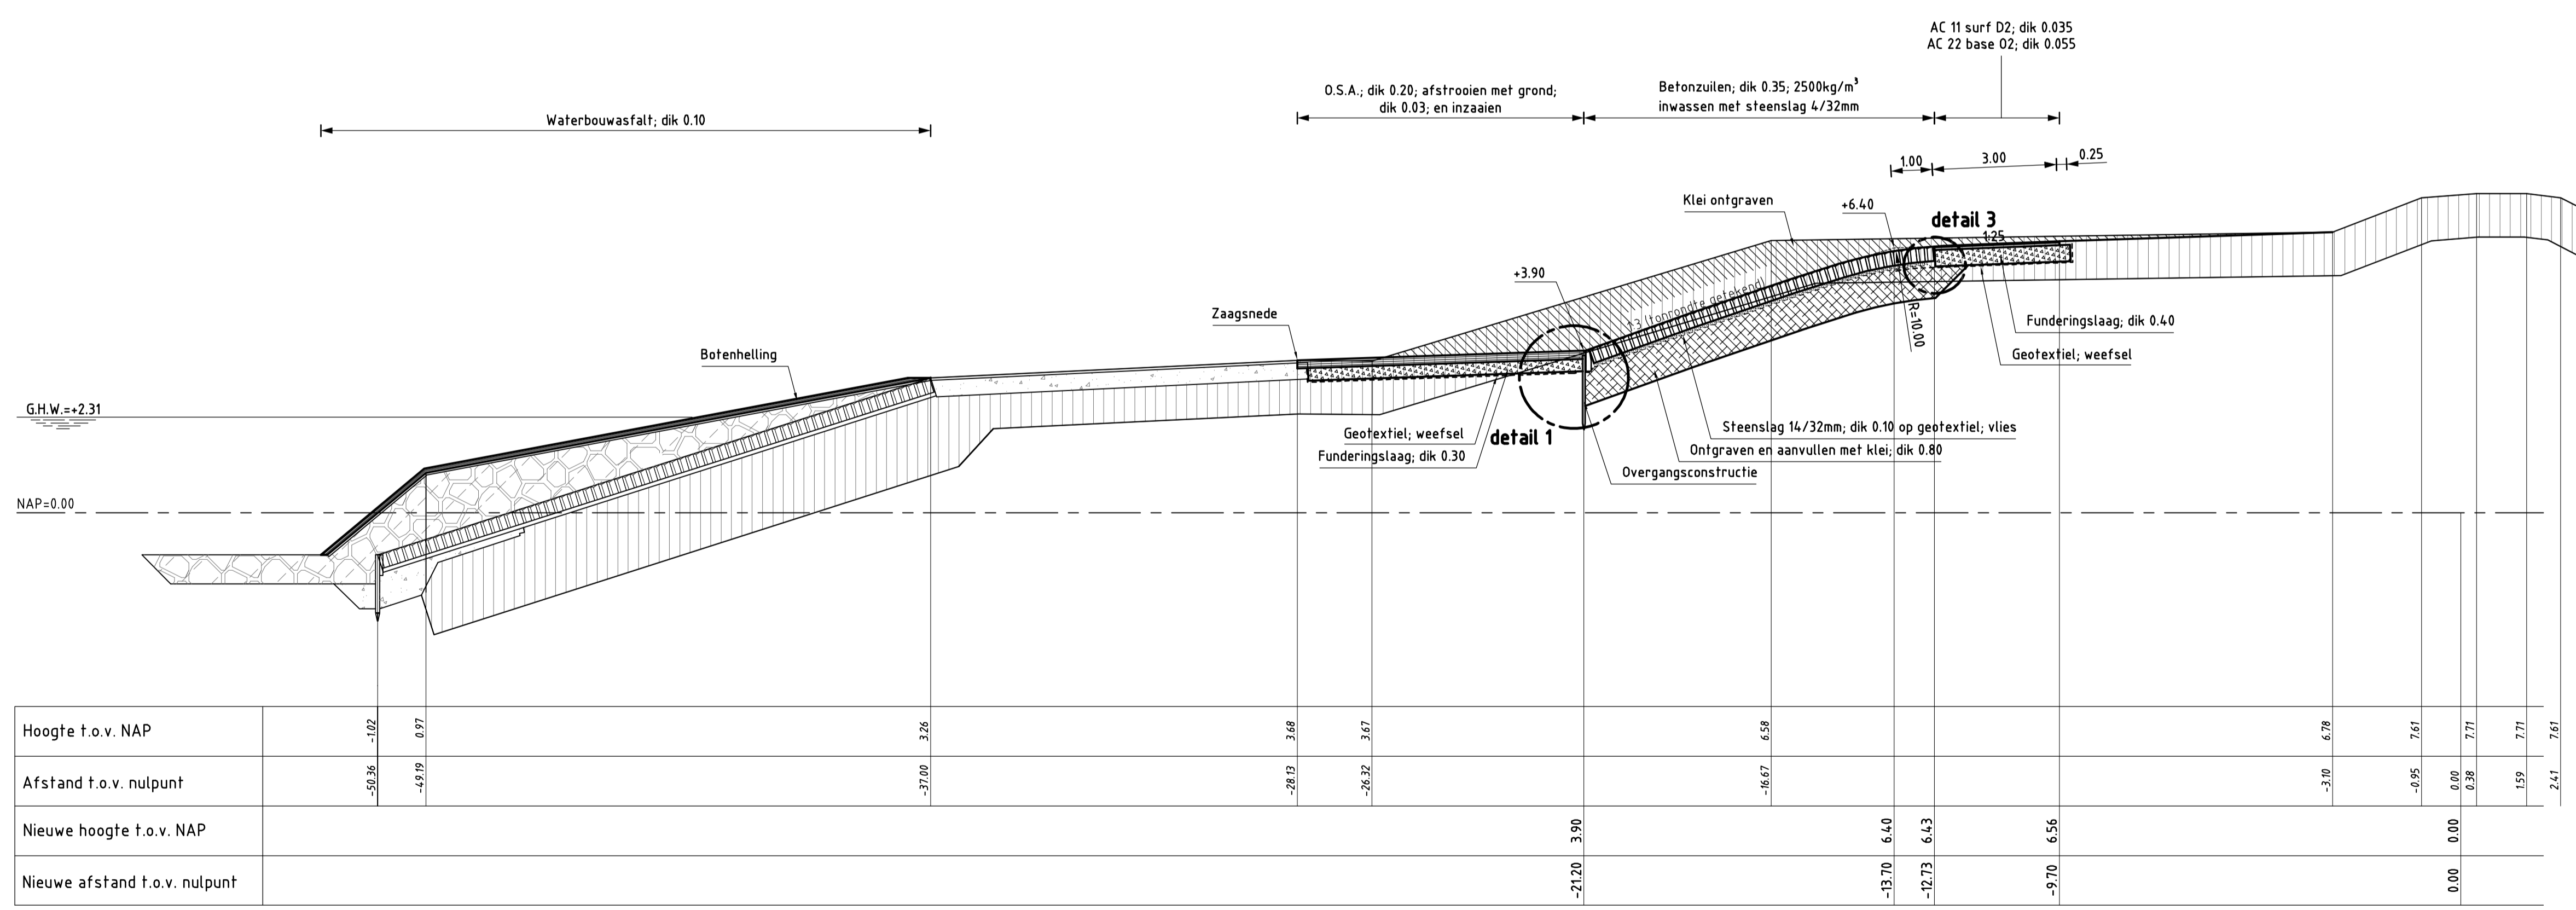 AC 11 surf D2; dik 0.035
AC 22 base O2; dik 0.055
O.S.A.; dik 0.20; afstrooien met grond;
dik 0.03; en inzaaien
Betonzuilen; dik 0.35; 2500kg/m³
inwassen met steenslag 4/32mm
Waterbouwasfalt; dik 0.10
1.00
3.00
0.25
Klei ontgraven
+6.40
detail 3
1:25
+3.90
1:3 (tonrondte getekend)
R=10.00
Zaagsnede
Funderingslaag; dik 0.40
Geotextiel; weefsel
Botenhelling
G.H.W.=+2.31
Steenslag 14/32mm; dik 0.10 op geotextiel; vlies
Geotextiel; weefsel
detail 1
Ontgraven en aanvullen met klei; dik 0.80
Funderingslaag; dik 0.30
Overgangsconstructie
NAP=0.00
Hoogte t.o.v. NAP -1.02 0.97 3.26 3.68 3.67 6.58 6.78 7.61 7.71 7.71 7.61
Afstand t.o.v. nulpunt -50.36 -49.19 -37.00 -28.13 -26.32 -16.67 -3.10 -0.95 0.00 0.38 1.59 2.41
Nieuwe hoogte t.o.v. NAP 3.90 6.40 6.43 6.56 0.00
Nieuwe afstand t.o.v. nulpunt -21.20 -13.70 -12.73 -9.70 0.00